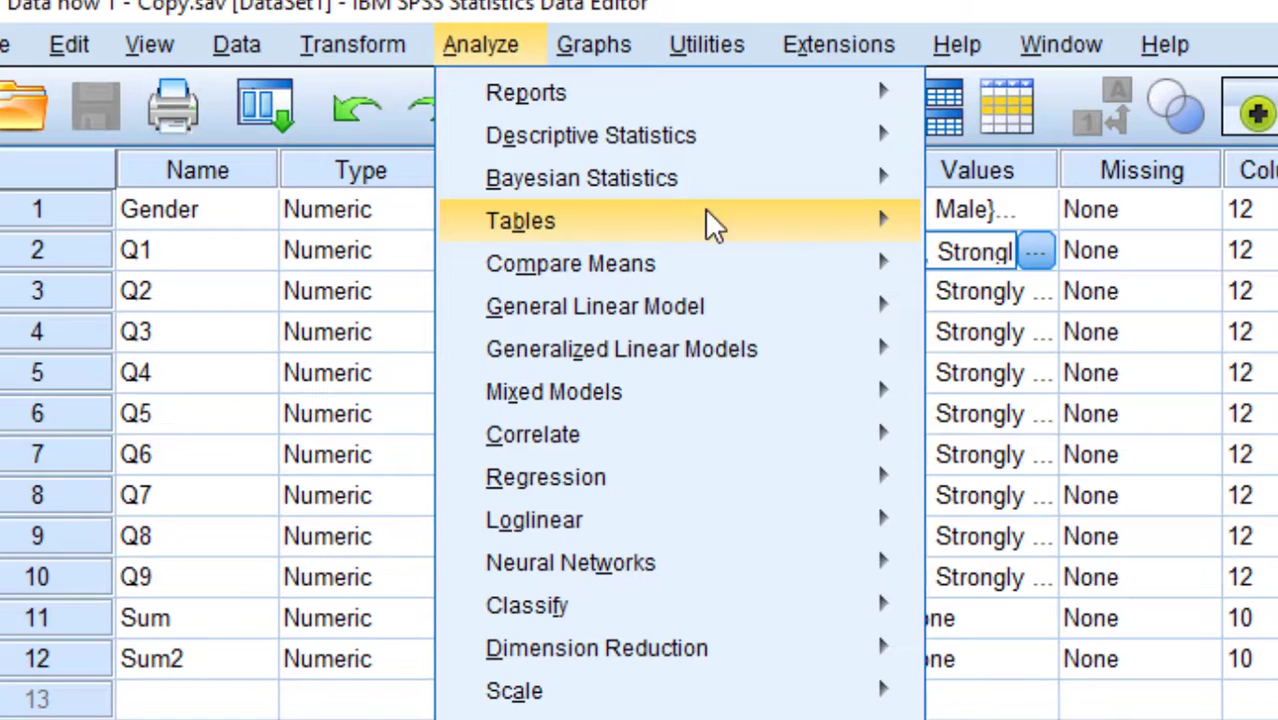 Data now 1 - Copy.sav [DataSet1] - IBM SPSS Statistics Data Editor
e Edit View Data Transform Analyze Graphs Utilities Extensions Help Window Help
Reports
Descriptive Statistics
Bayesian Statistics
Tables
Compare Means
General Linear Model
Generalized Linear Models
Mixed Models
Correlate
Regression
Loglinear
Neural Networks
Classify
Dimension Reduction
Scale
A
1
Name Type Values Missing Colu
1 Gender Numeric Male}... None 12
2 Q1 Numeric , Strongl ... None 12
3 Q2 Numeric Strongly ... None 12
4 Q3 Numeric Strongly ... None 12
5 Q4 Numeric Strongly ... None 12
6 Q5 Numeric Strongly ... None 12
7 Q6 Numeric Strongly ... None 12
8 Q7 Numeric Strongly ... None 12
9 Q8 Numeric Strongly ... None 12
10 Q9 Numeric Strongly ... None 12
11 Sum Numeric one None 10
12 Sum2 Numeric one None 10
13